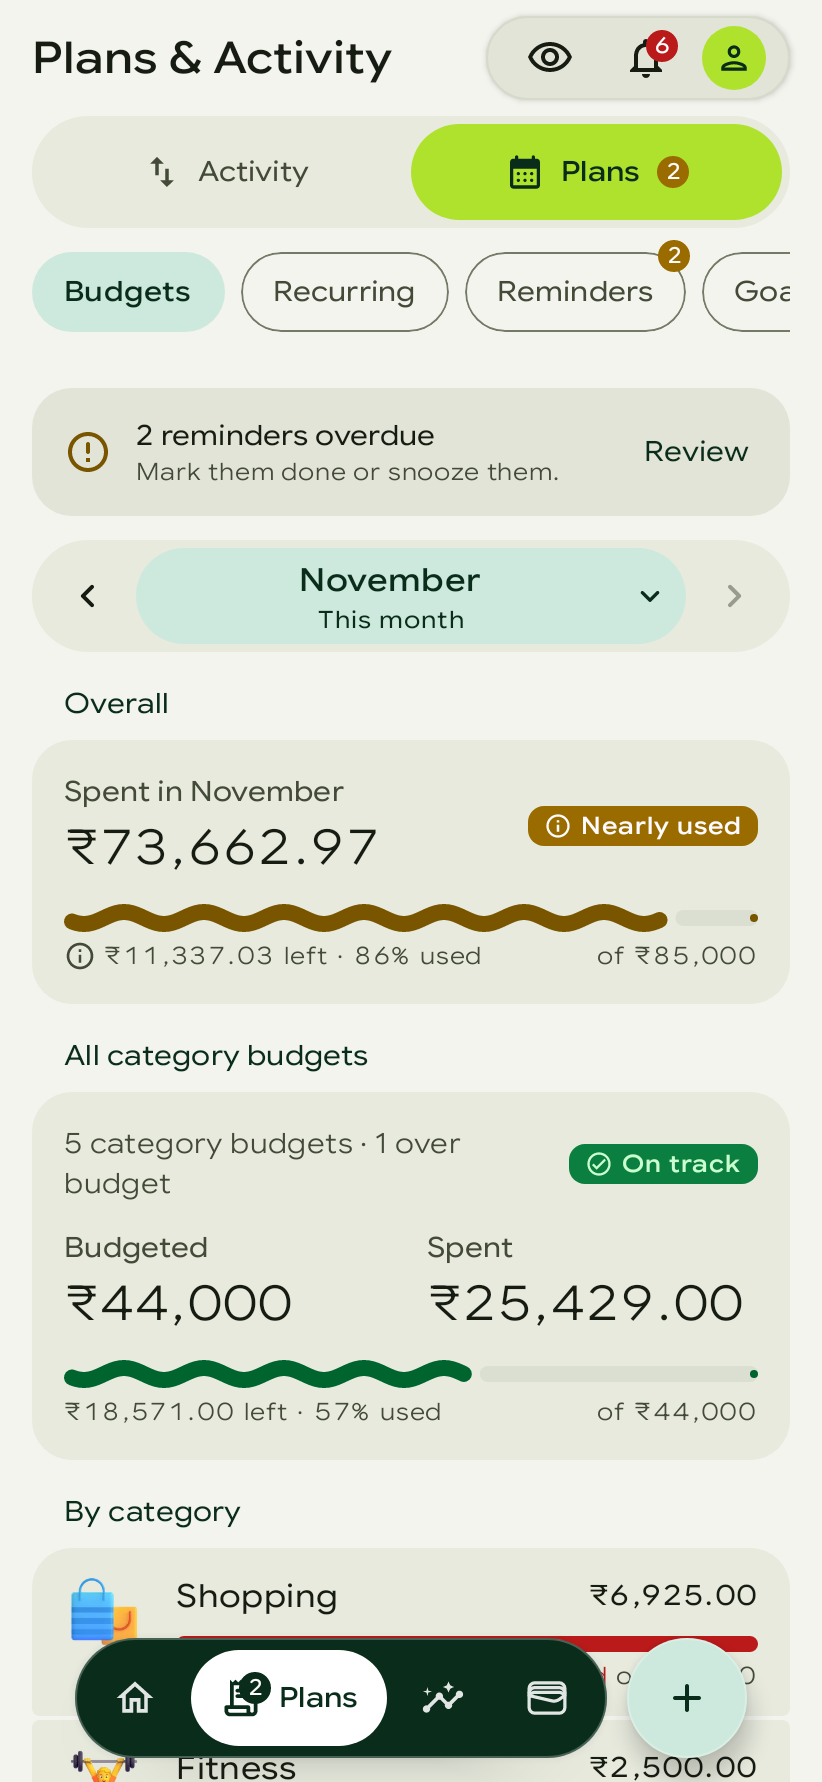 Plans & Activity
6
Activity
Plans 2
Budgets
Recurring
Reminders 2
Goa
2 reminders overdue
Mark them done or snooze them.
Review
November
This month
Overall
Spent in November
₹73,662.97
Nearly used
₹11,337.03 left · 86% used
of ₹85,000
All category budgets
5 category budgets · 1 over
budget
On track
Budgeted
₹44,000
Spent
₹25,429.00
₹18,571.00 left · 57% used
of ₹44,000
By category
Shopping
₹6,925.00
2
Plans
Fitness
₹2,500.00